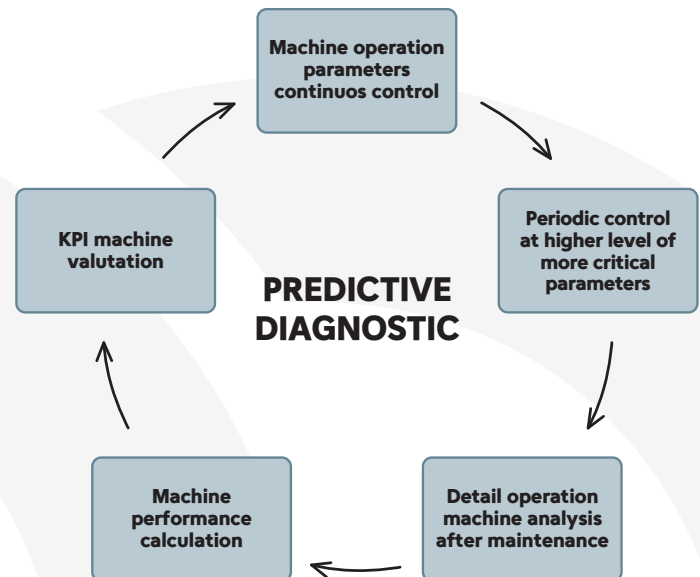 Machine operation
parameters
continuos control
Periodic control
at higher level of
more critical
parameters
KPI machine
valutation
PREDICTIVE
DIAGNOSTIC
Machine
performance
calculation
Detail operation
machine analysis
after maintenance